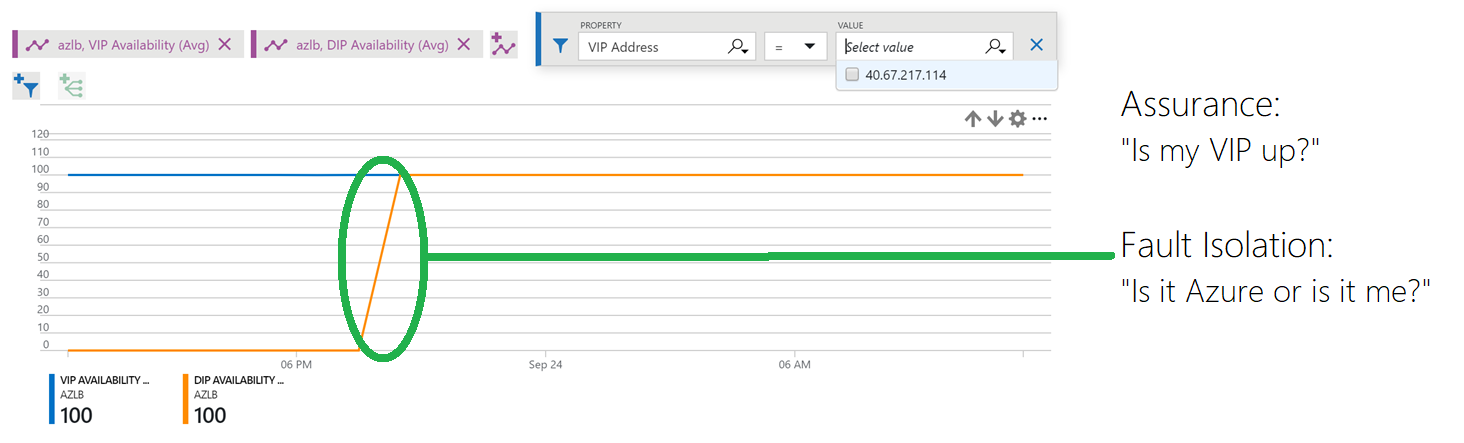 PROPERTY
VALUE
azlb, VIP Availability (Avg)
azlb, DIP Availability (Avg)
VIP Address
=
Select value
40.67.217.114
Assurance:
"Is my VIP up?"
Fault Isolation:
"Is it Azure or is it me?"
120
110
100
90
80
70
60
50
40
30
20
10
0
06 PM
Sep 24
06 AM
VIP AVAILABILITY ...
AZLB
100
DIP AVAILABILITY ...
AZLB
100